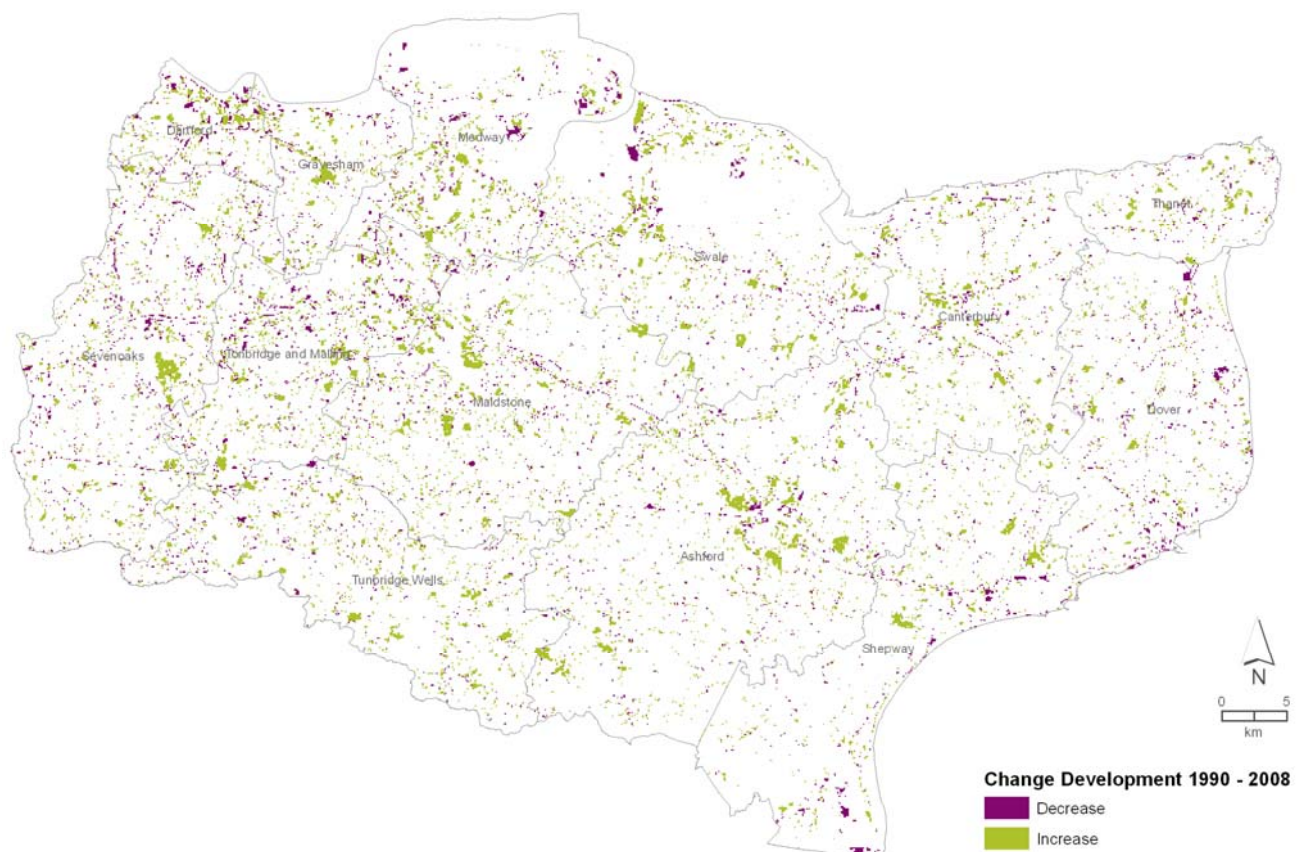 Dartford
Gravesham
Medway
Thanet
Swale
Canterbury
Sevenoaks
Tonbridge and Malling
Maidstone
Dover
Ashford
Tunbridge Wells
Shepway
N
0 5
km
Change Development 1990 - 2008
Decrease
Increase